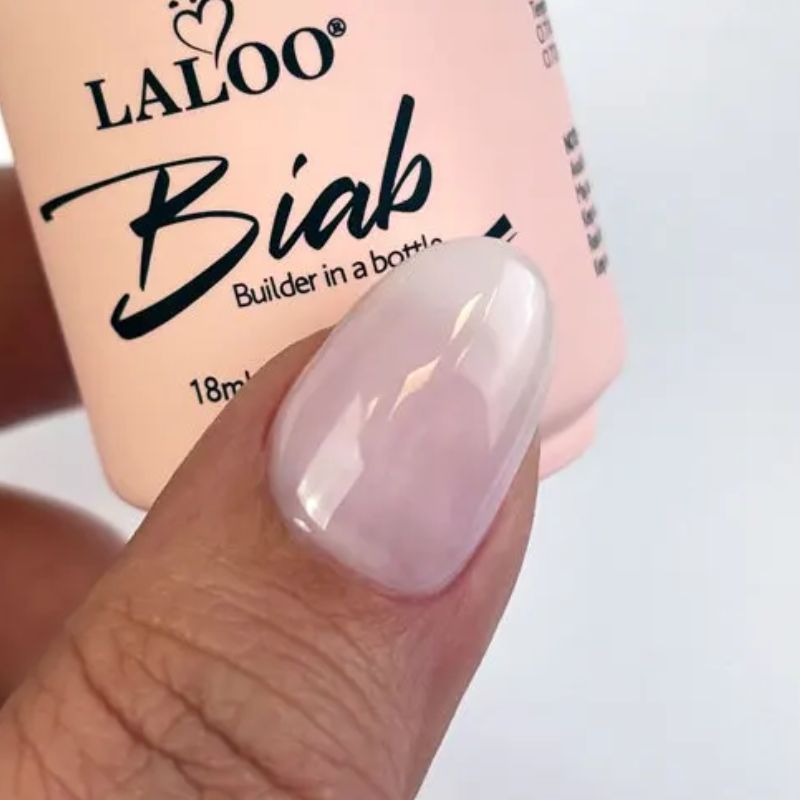 LALOO®
Biab
Builder in a bottle
18ml